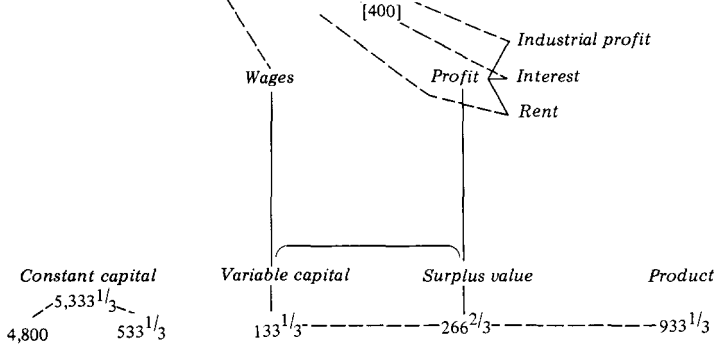 [400]
Industrial profit
Wages Profit Interest
Rent
Constant capital Variable capital Surplus value Product
5,333 1/3
4,800 533 1/3 133 1/3 266 2/3 933 1/3